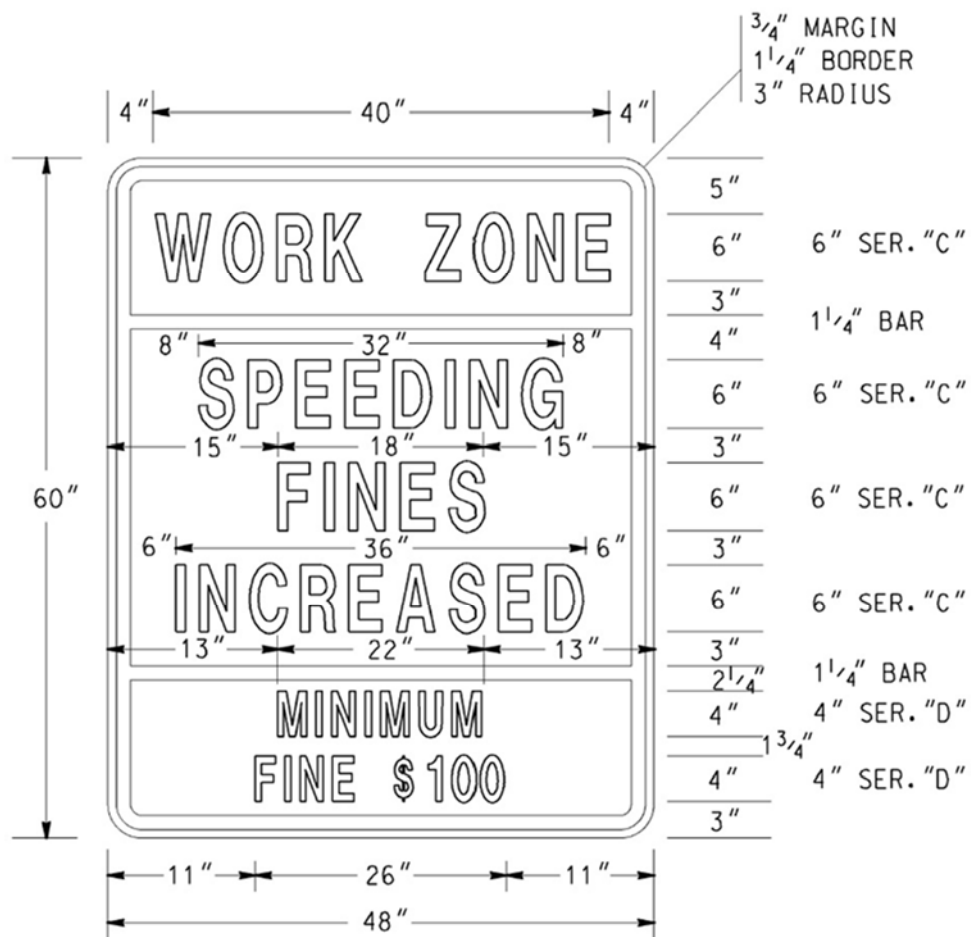 3/4" MARGIN
1 1/4" BORDER
3" RADIUS
4" 40" 4"
5"
WORK ZONE
6" 6" SER."C"
3"
1 1/4" BAR
8" 32" 8"
4"
SPEEDING
6" 6" SER."C"
15" 18" 15"
3"
60"
FINES
6" 6" SER."C"
6" 36" 6"
3"
INCREASED
6" 6" SER."C"
13" 22" 13"
3"
2 1/4" 1 1/4" BAR
MINIMUM
4" 4" SER."D"
1 3/4"
FINE $100
4" 4" SER."D"
3"
11" 26" 11"
48"